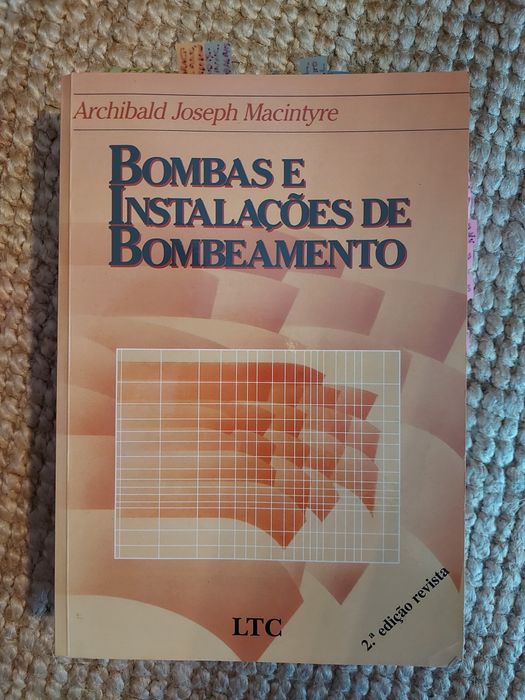 Archibald Joseph Macintyre
BOMBAS E
INSTALAÇÕES DE
BOMBEAMENTO
LTC
2.ª edição revista